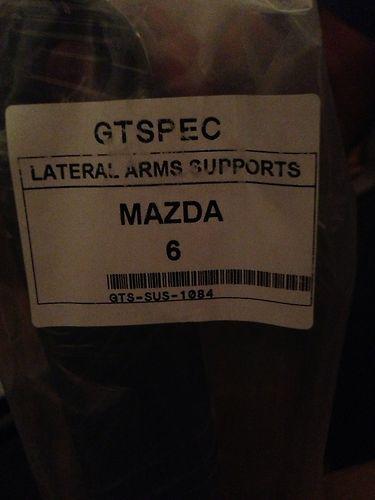 GTSPEC
LATERAL ARMS SUPPORTS
MAZDA
6
GTS-SUS-1084